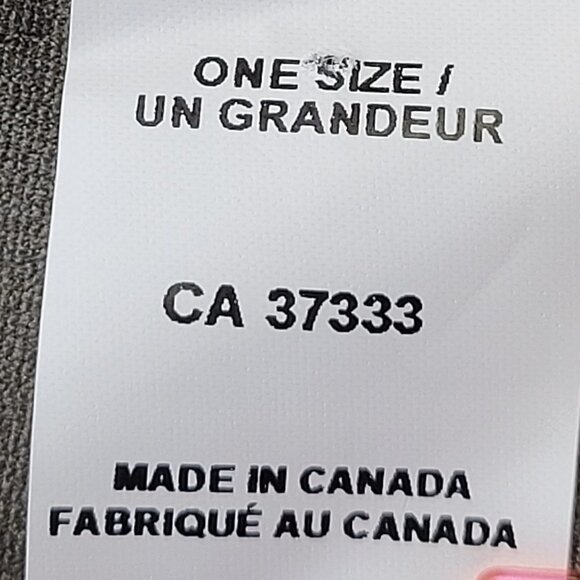 ONE SIZE /
UN GRANDEUR
CA 37333
MADE IN CANADA
FABRIQUÉ AU CANADA